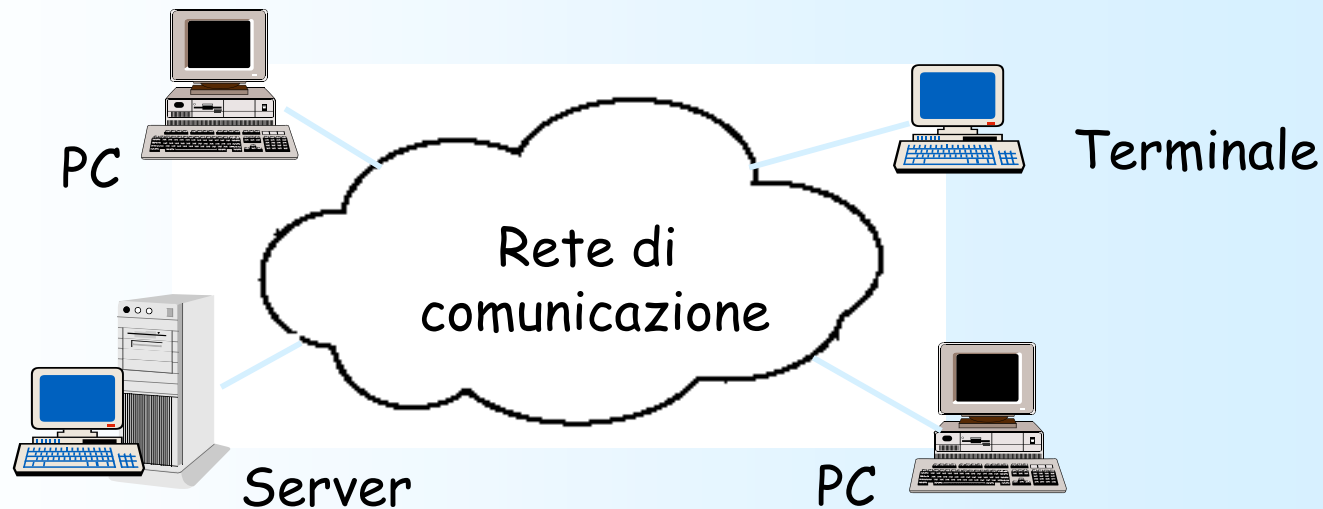 PC
Terminale
Rete di
comunicazione
Server
PC